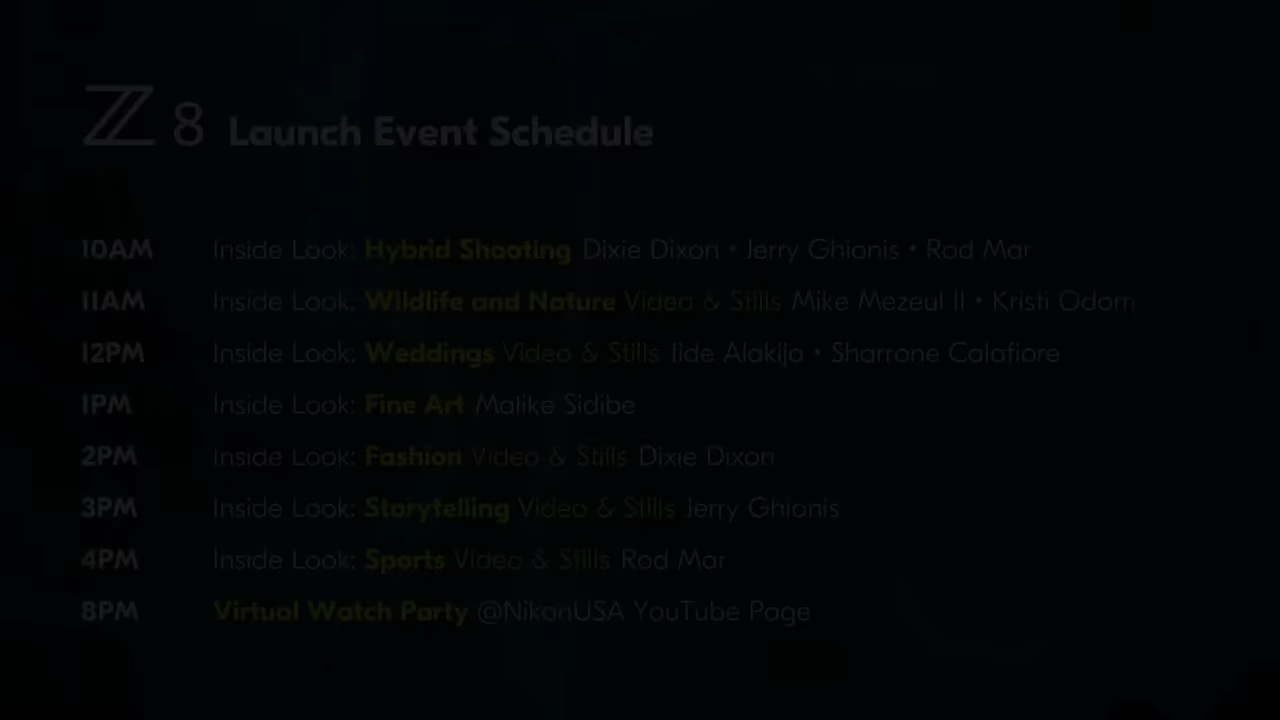 Z 8 Launch Event Schedule
10AM Inside Look: Hybrid Shooting Dixie Dixon • Jerry Ghionis • Rod Mar
11AM Inside Look: Wildlife and Nature Video & Stills Mike Mezeul II • Kristi Odom
12PM Inside Look: Weddings Video & Stills Iide Alakija • Sharrone Calafiore
1PM Inside Look: Fine Art Malike Sidibe
2PM Inside Look: Fashion Video & Stills Dixie Dixon
3PM Inside Look: Storytelling Video & Stills Jerry Ghionis
4PM Inside Look: Sports Video & Stills Rod Mar
8PM Virtual Watch Party @NikonUSA YouTube Page